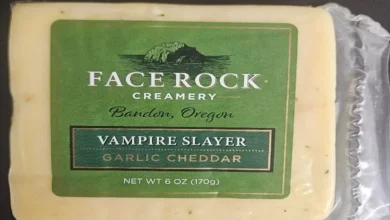 FACE ROCK
CREAMERY
Bandon, Oregon
VAMPIRE SLAYER
GARLIC CHEDDAR
NET WT 6 OZ (170g)